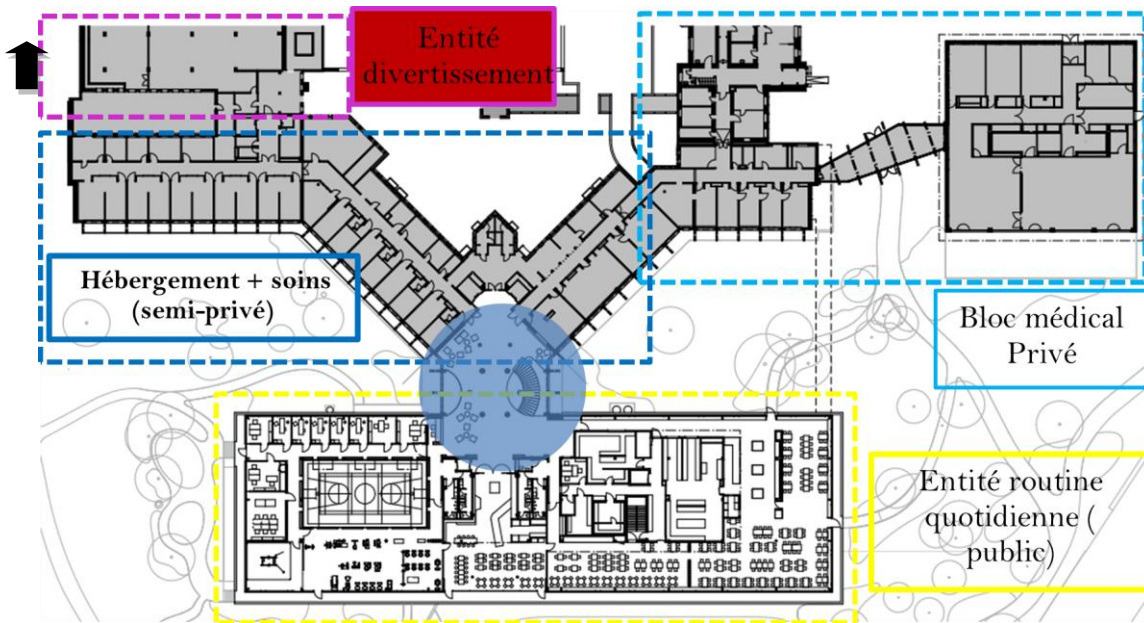 Entité
divertissement
Hébergement + soins
(semi-privé)
Bloc médical
Privé
Entité routine
quotidienne (
public)